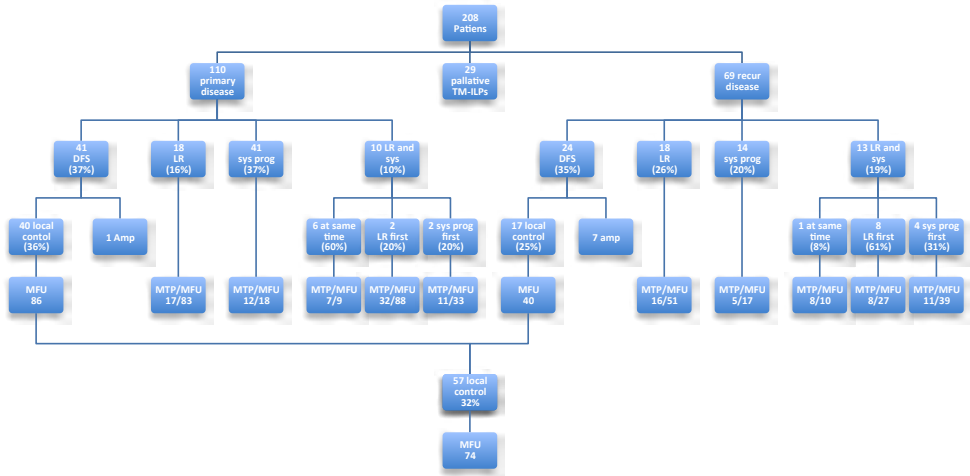 208
Patiens
110
primary
disease
29
pallative
TM-ILPs
69 recur
disease
41
DFS
(37%)
18
LR
(16%)
41
sys prog
(37%)
10 LR and
sys
(10%)
24
DFS
(35%)
18
LR
(26%)
14
sys prog
(20%)
13 LR and
sys
(19%)
40 local
contol
(36%)
1 Amp
6 at same
time
(60%)
2
LR first
(20%)
2 sys prog
first
(20%)
17 local
control
(25%)
7 amp
1 at same
time
(8%)
8
LR first
(61%)
4 sys prog
first
(31%)
MFU
86
MTP/MFU
17/83
MTP/MFU
12/18
MTP/MFU
7/9
MTP/MFU
32/88
MTP/MFU
11/33
MFU
40
MTP/MFU
16/51
MTP/MFU
5/17
MTP/MFU
8/10
MTP/MFU
8/27
MTP/MFU
11/39
57 local
control
32%
MFU
74